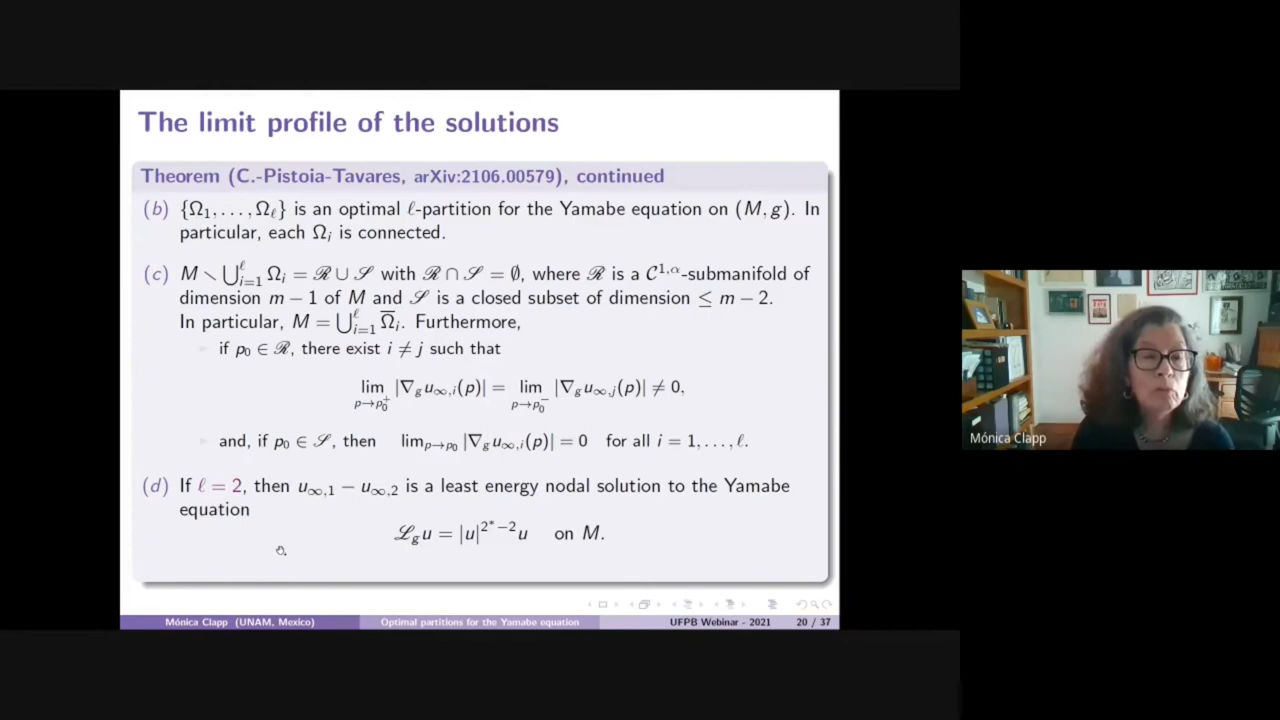 The limit profile of the solutions
Theorem (C.-Pistoia-Tavares, arXiv:2106.00579), continued
(b) {Ω₁, . . . , Ω_ℓ} is an optimal ℓ-partition for the Yamabe equation on (M, g). In
particular, each Ω_i is connected.
(c) M ∖ ⋃_{i=1}^ℓ Ω_i = ℛ ∪ 𝒮 with ℛ ∩ 𝒮 = ∅, where ℛ is a 𝒞^{1,α}-submanifold of
dimension m − 1 of M and 𝒮 is a closed subset of dimension ≤ m − 2.
In particular, M = ⋃_{i=1}^ℓ Ω̅_i. Furthermore,
if p₀ ∈ ℛ, there exist i ≠ j such that
lim_{p→p₀⁺} |∇_g u_{∞,i}(p)| = lim_{p→p₀⁻} |∇_g u_{∞,j}(p)| ≠ 0,
and, if p₀ ∈ 𝒮, then lim_{p→p₀} |∇_g u_{∞,i}(p)| = 0 for all i = 1, . . . , ℓ.
(d) If ℓ = 2, then u_{∞,1} − u_{∞,2} is a least energy nodal solution to the Yamabe
equation
ℒ_g u = |u|^{2*−2}u on M.
Mónica Clapp (UNAM, Mexico) Optimal partitions for the Yamabe equation UFPB Webinar - 2021 20 / 37
Mónica Clapp